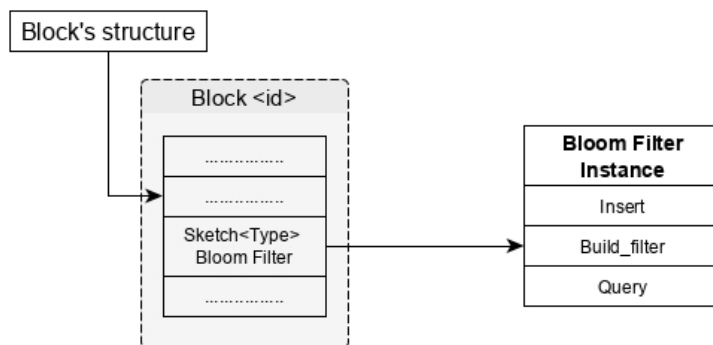 Block's structure
Block <id>
................
................
Sketch<Type>
Bloom Filter
................
Bloom Filter
Instance
Insert
Build_filter
Query